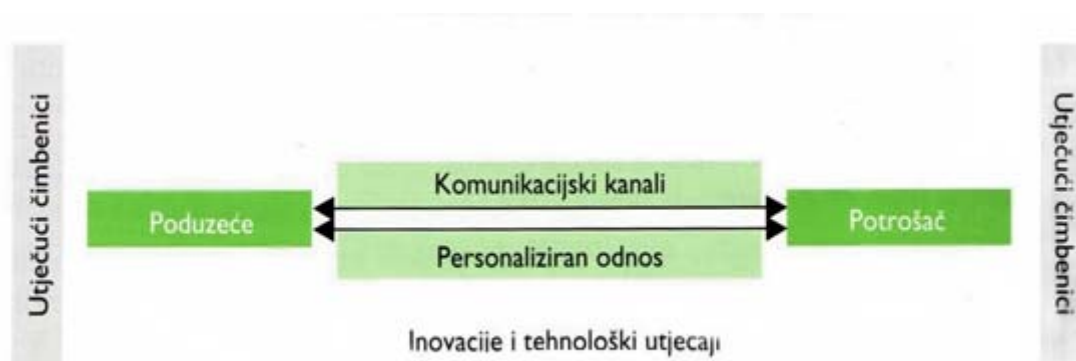 Utječući čimbenici
Poduzeće
Komunikacijski kanali
Personaliziran odnos
Potrošač
Utječući čimbenici
Inovacije i tehnološki utjecaji